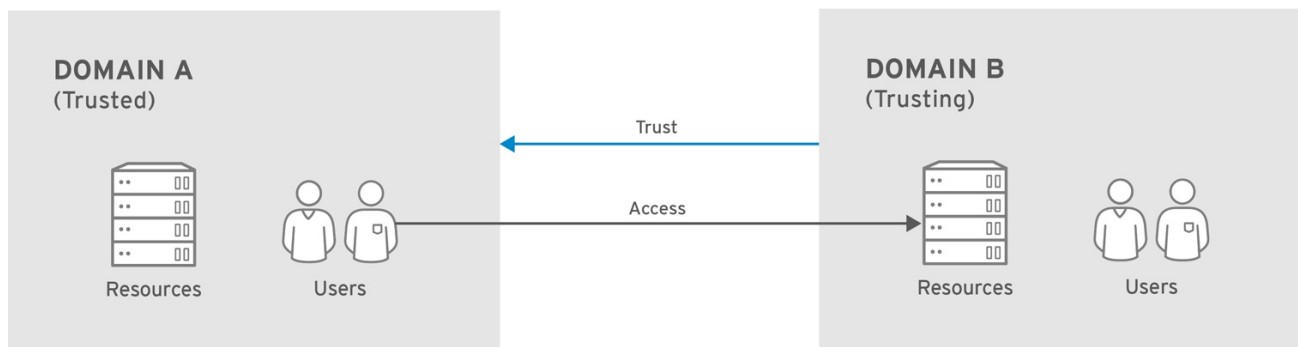 DOMAIN A
(Trusted)
Resources
Users
Trust
Access
DOMAIN B
(Trusting)
Resources
Users